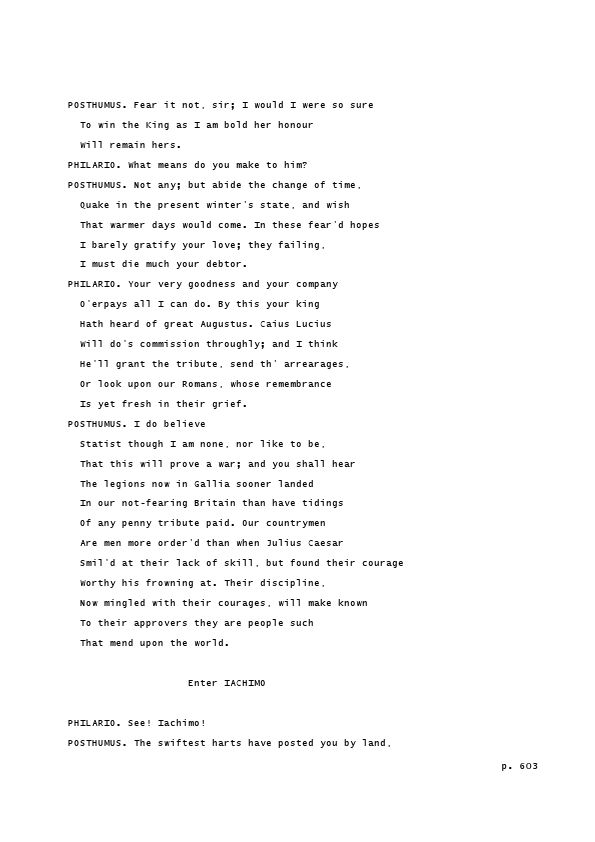 POSTHUMUS. Fear it not, sir; I would I were so sure
To win the King as I am bold her honour
Will remain hers.
PHILARIO. What means do you make to him?
POSTHUMUS. Not any; but abide the change of time,
Quake in the present winter's state, and wish
That warmer days would come. In these fear'd hopes
I barely gratify your love; they failing,
I must die much your debtor.
PHILARIO. Your very goodness and your company
O'erpays all I can do. By this your king
Hath heard of great Augustus. Caius Lucius
Will do's commission throughly; and I think
He'll grant the tribute, send th' arrearages,
Or look upon our Romans, whose remembrance
Is yet fresh in their grief.
POSTHUMUS. I do believe
Statist though I am none, nor like to be,
That this will prove a war; and you shall hear
The legions now in Gallia sooner landed
In our not-fearing Britain than have tidings
Of any penny tribute paid. Our countrymen
Are men more order'd than when Julius Caesar
Smil'd at their lack of skill, but found their courage
Worthy his frowning at. Their discipline,
Now mingled with their courages, will make known
To their approvers they are people such
That mend upon the world.
Enter IACHIMO
PHILARIO. See! Iachimo!
POSTHUMUS. The swiftest harts have posted you by land,
p. 603